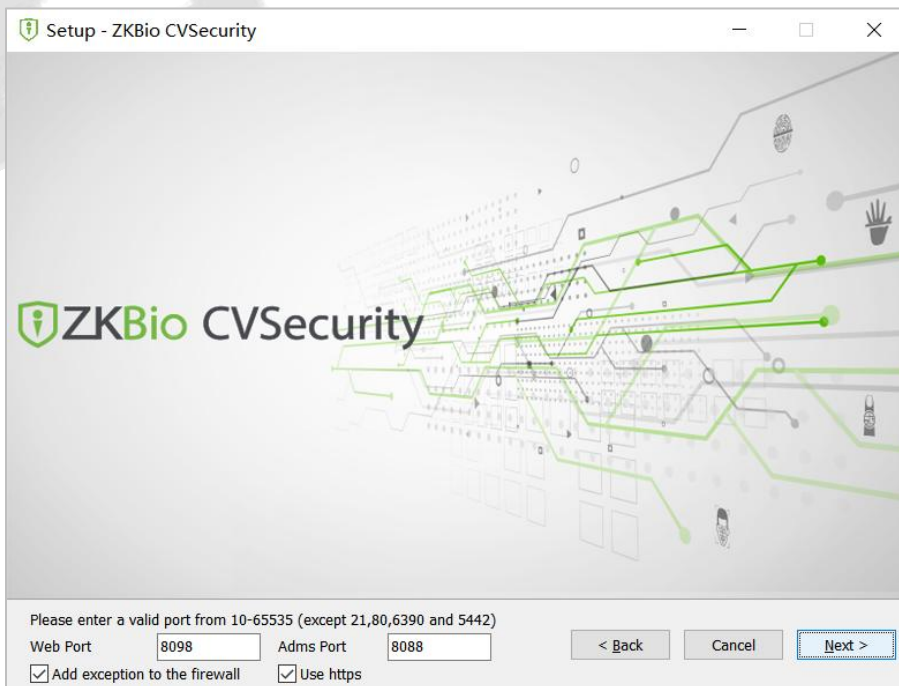 Setup - ZKBio CVSecurity
ZKBio CVSecurity
Please enter a valid port from 10-65535 (except 21,80,6390 and 5442)
Web Port 8098 Adms Port 8088 < Back Cancel Next >
Add exception to the firewall Use https